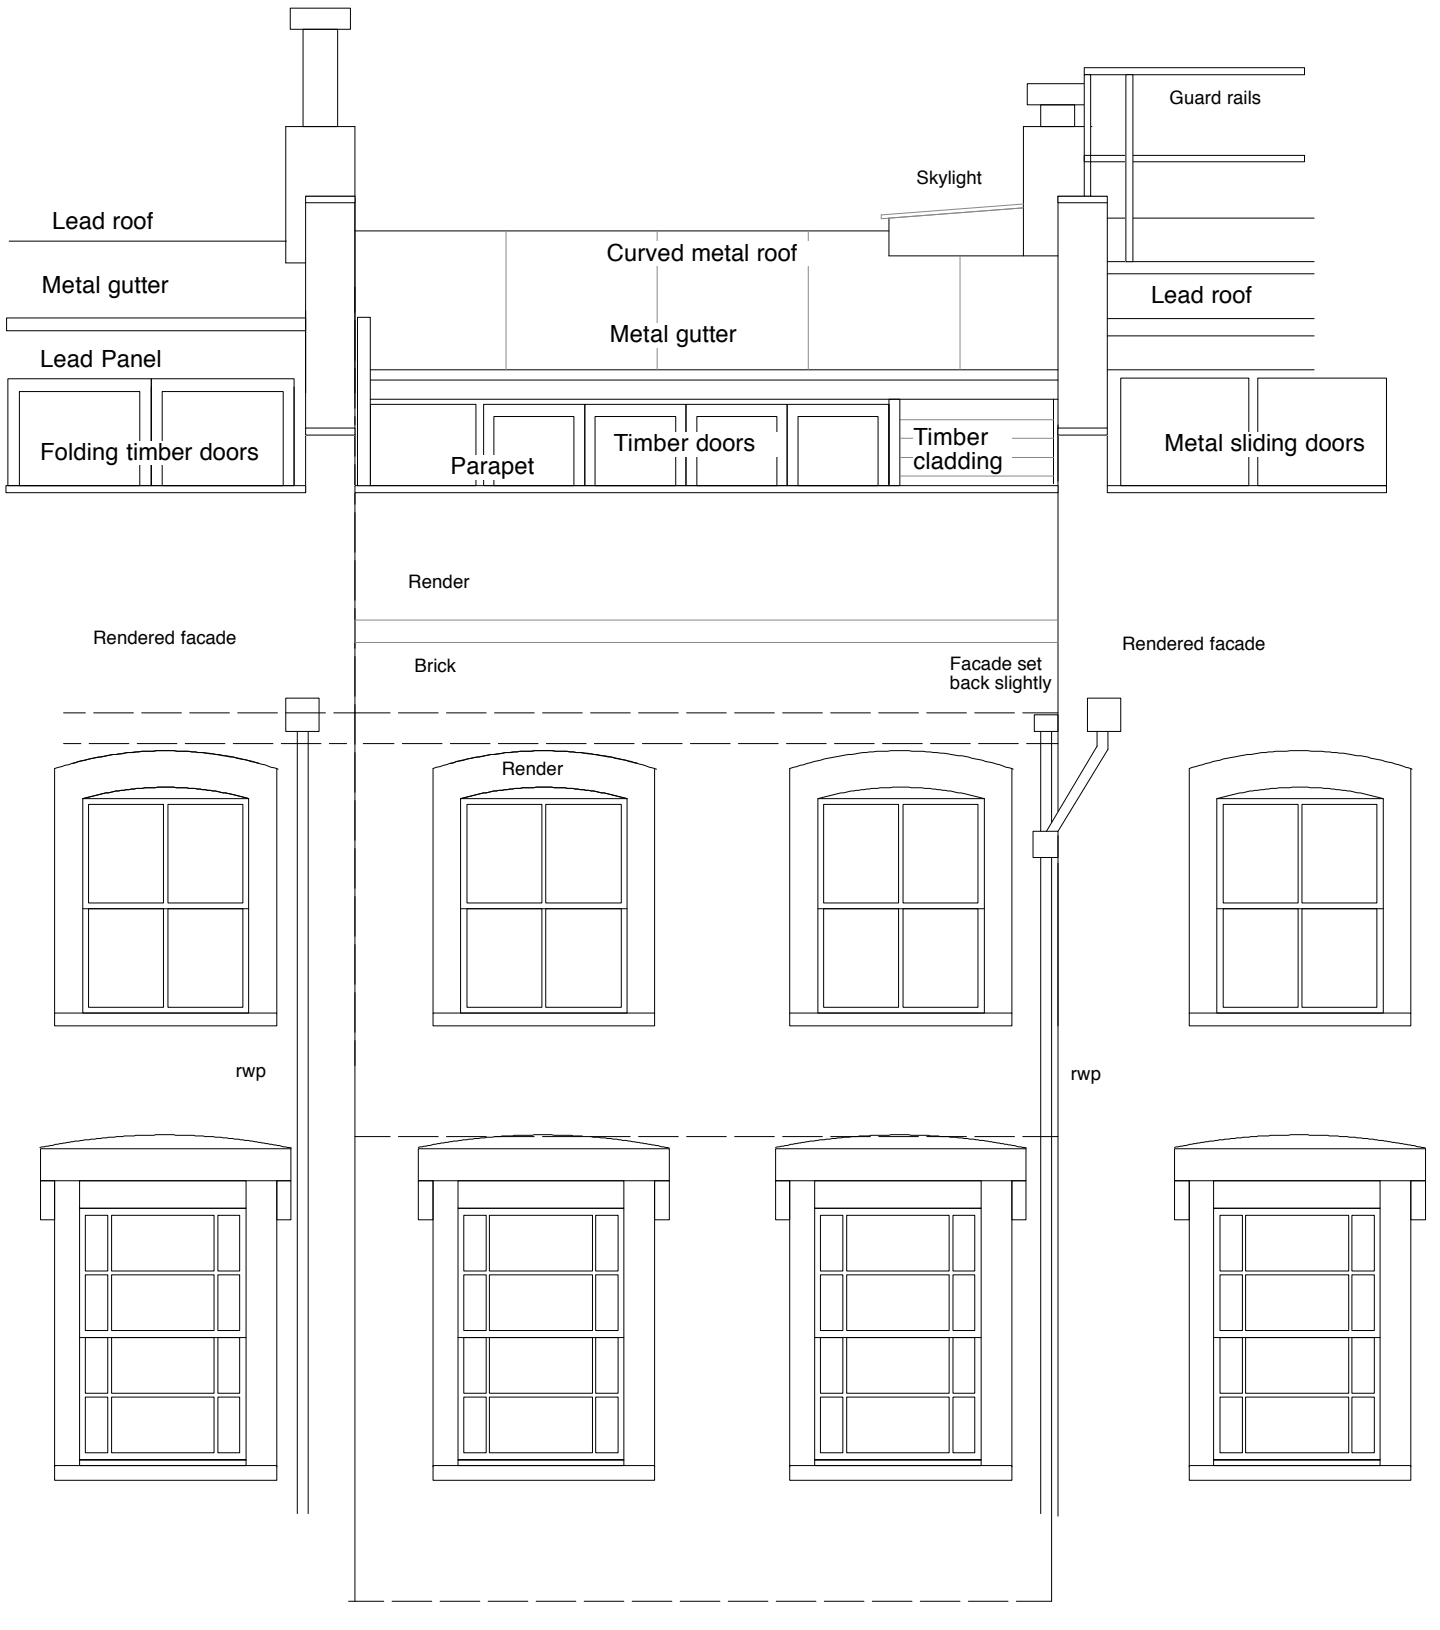 Guard rails
Skylight
Lead roof
Curved metal roof
Metal gutter
Lead roof
Metal gutter
Lead Panel
Timber doors
Timber
cladding
Metal sliding doors
Folding timber doors
Parapet
Render
Rendered facade
Rendered facade
Brick
Facade set
back slightly
Render
rwp
rwp